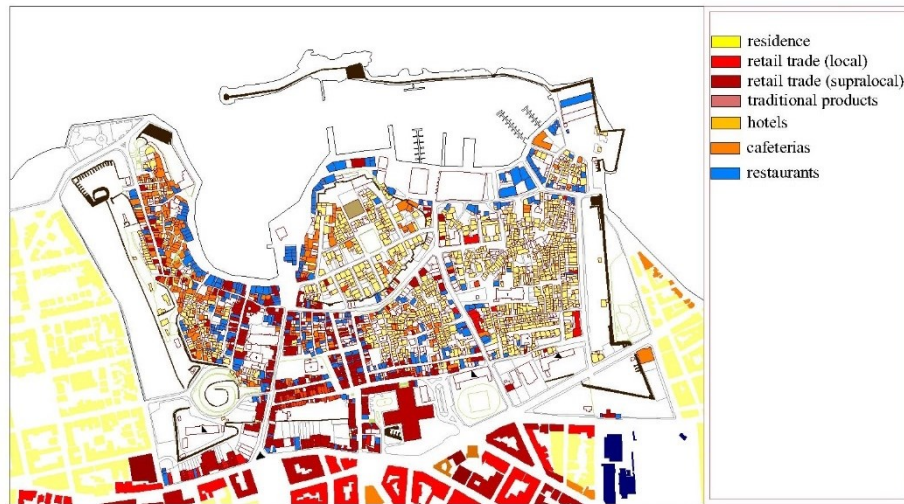 residence
retail trade (local)
retail trade (supralocal)
traditional products
hotels
cafeterias
restaurants